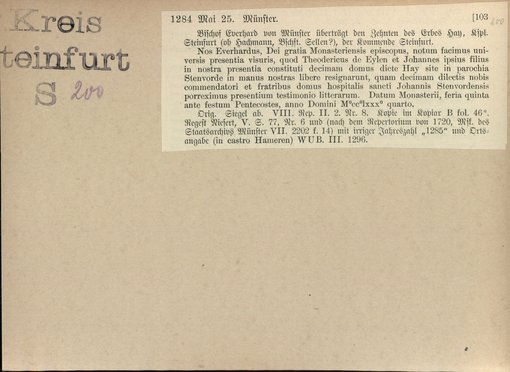 Kreis
teinfurt
S 200
1284 Mai 25. Münster. [103
Bischof Everhard von Münster überträgt den Zehnten des Erbes Hay, Kspl.
Steinfurt (ob Hachmann, Bschft. Sellen?), der Kommende Steinfurt.
Nos Everhardus, Dei gratia Monasteriensis episcopus, notum facimus uni-
versis presentia visuris, quod Theodericus de Eylen et Johannes ipsius filius
in nostra presentia constituti decimam domus dicte Hay site in parochia
Stenvorde in manus nostras libere resignarunt, quam decimam dilectis nobis
commendatori et fratribus domus hospitalis sancti Johannis Stenvordensis
porreximus presentium testimonio litterarum. Datum Monasterii, feria quinta
ante festum Pentecostes, anno Domini M°cc°lxxx° quarto.
Orig. Siegel ab. VIII. Rep. II. 2. Nr. 8. Kopie im Kopiar B fol. 46ᵛ.
Regest Niesert, V. S. 77, Nr. 6 und (nach dem Repertorium von 1720, Msk. des
Staatsarchivs Münster VII. 2202 f. 14) mit irriger Jahreszahl „1285“ und Orts-
angabe (in castro Hameren) WUB. III. 1296.